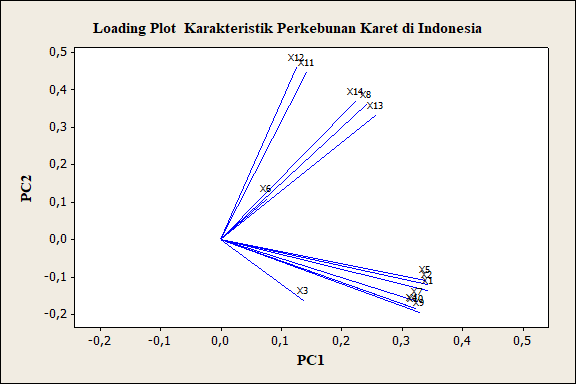 Loading Plot Karakteristik Perkebunan Karet di Indonesia
0,5
0,4
0,3
0,2
0,1
0,0
-0,1
-0,2
PC2
X12
X11
X14
X8
X13
X6
X3
X5
X2
X1
X7
X9
-0,2
-0,1
0,0
0,1
0,2
0,3
0,4
0,5
PC1